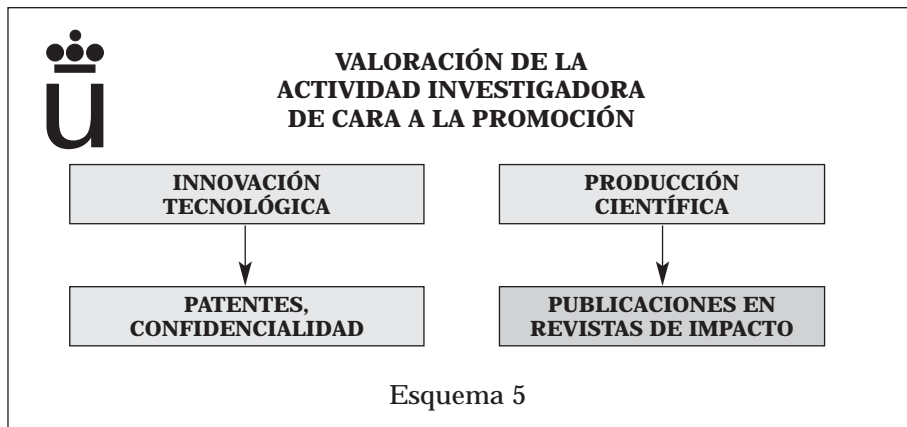 u
VALORACIÓN DE LA
ACTIVIDAD INVESTIGADORA
DE CARA A LA PROMOCIÓN
INNOVACIÓN
TECNOLÓGICA
PRODUCCIÓN
CIENTÍFICA
PATENTES,
CONFIDENCIALIDAD
PUBLICACIONES EN
REVISTAS DE IMPACTO
Esquema 5